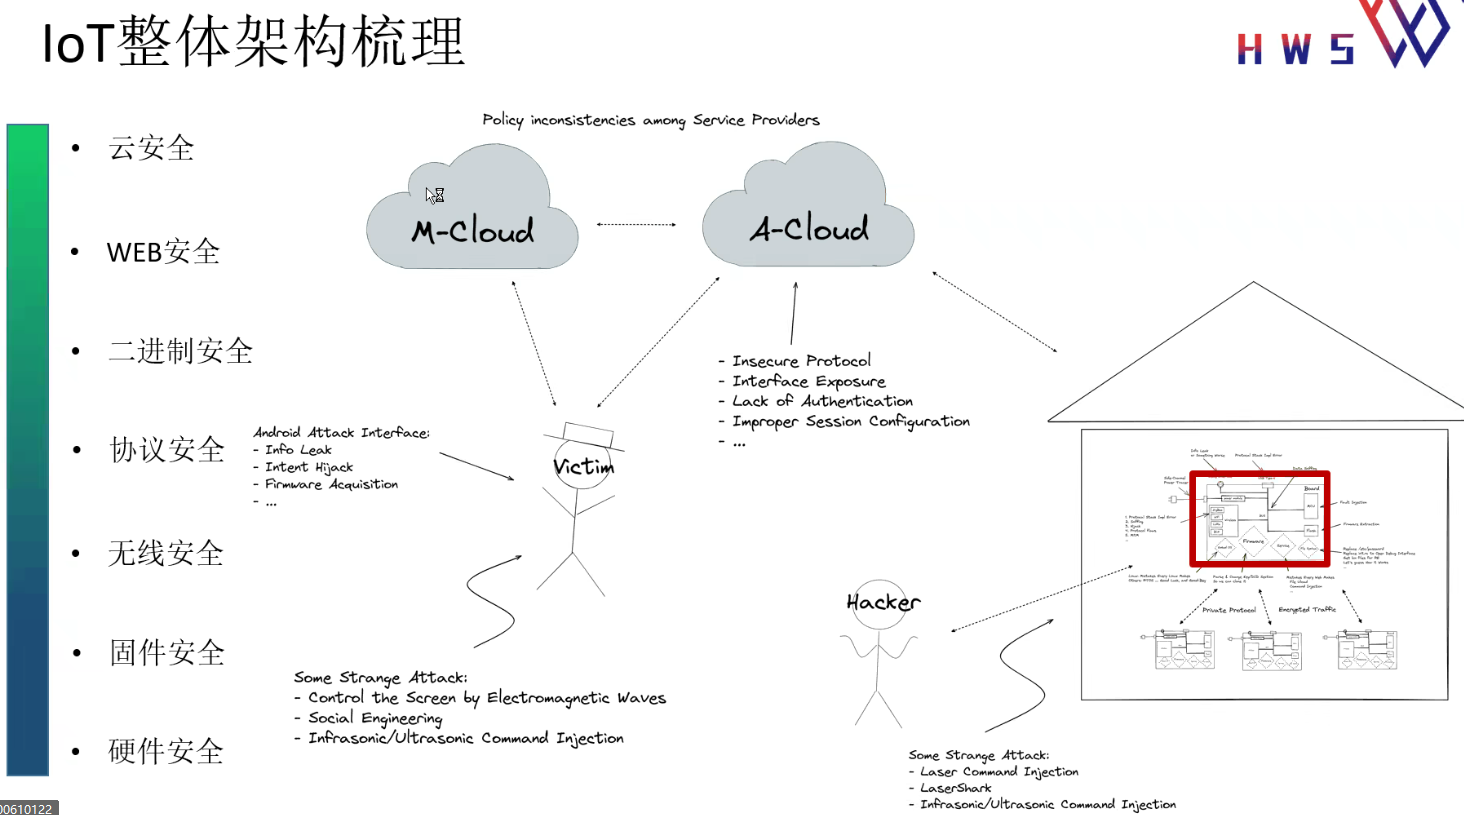 IoT整体架构梳理
HWS
云安全
WEB安全
二进制安全
协议安全
无线安全
固件安全
硬件安全
Policy inconsistencies among Service Providers
M-Cloud
A-Cloud
- Insecure Protocol
- Interface Exposure
- Lack of Authentication
- Improper Session Configuration
- ...
Android Attack Interface:
- Info Leak
- Intent Hijack
- Firmware Acquisition
- ...
Victim
Some Strange Attack:
- Control the Screen by Electromagnetic Waves
- Social Engineering
- Infrasonic/Ultrasonic Command Injection
Hacker
Some Strange Attack:
- Laser Command Injection
- LaserShark
- Infrasonic/Ultrasonic Command Injection
Board
Firmware
Fault Injection
Firmware Extraction
Private Protocol
Encrypted Traffic
00610122